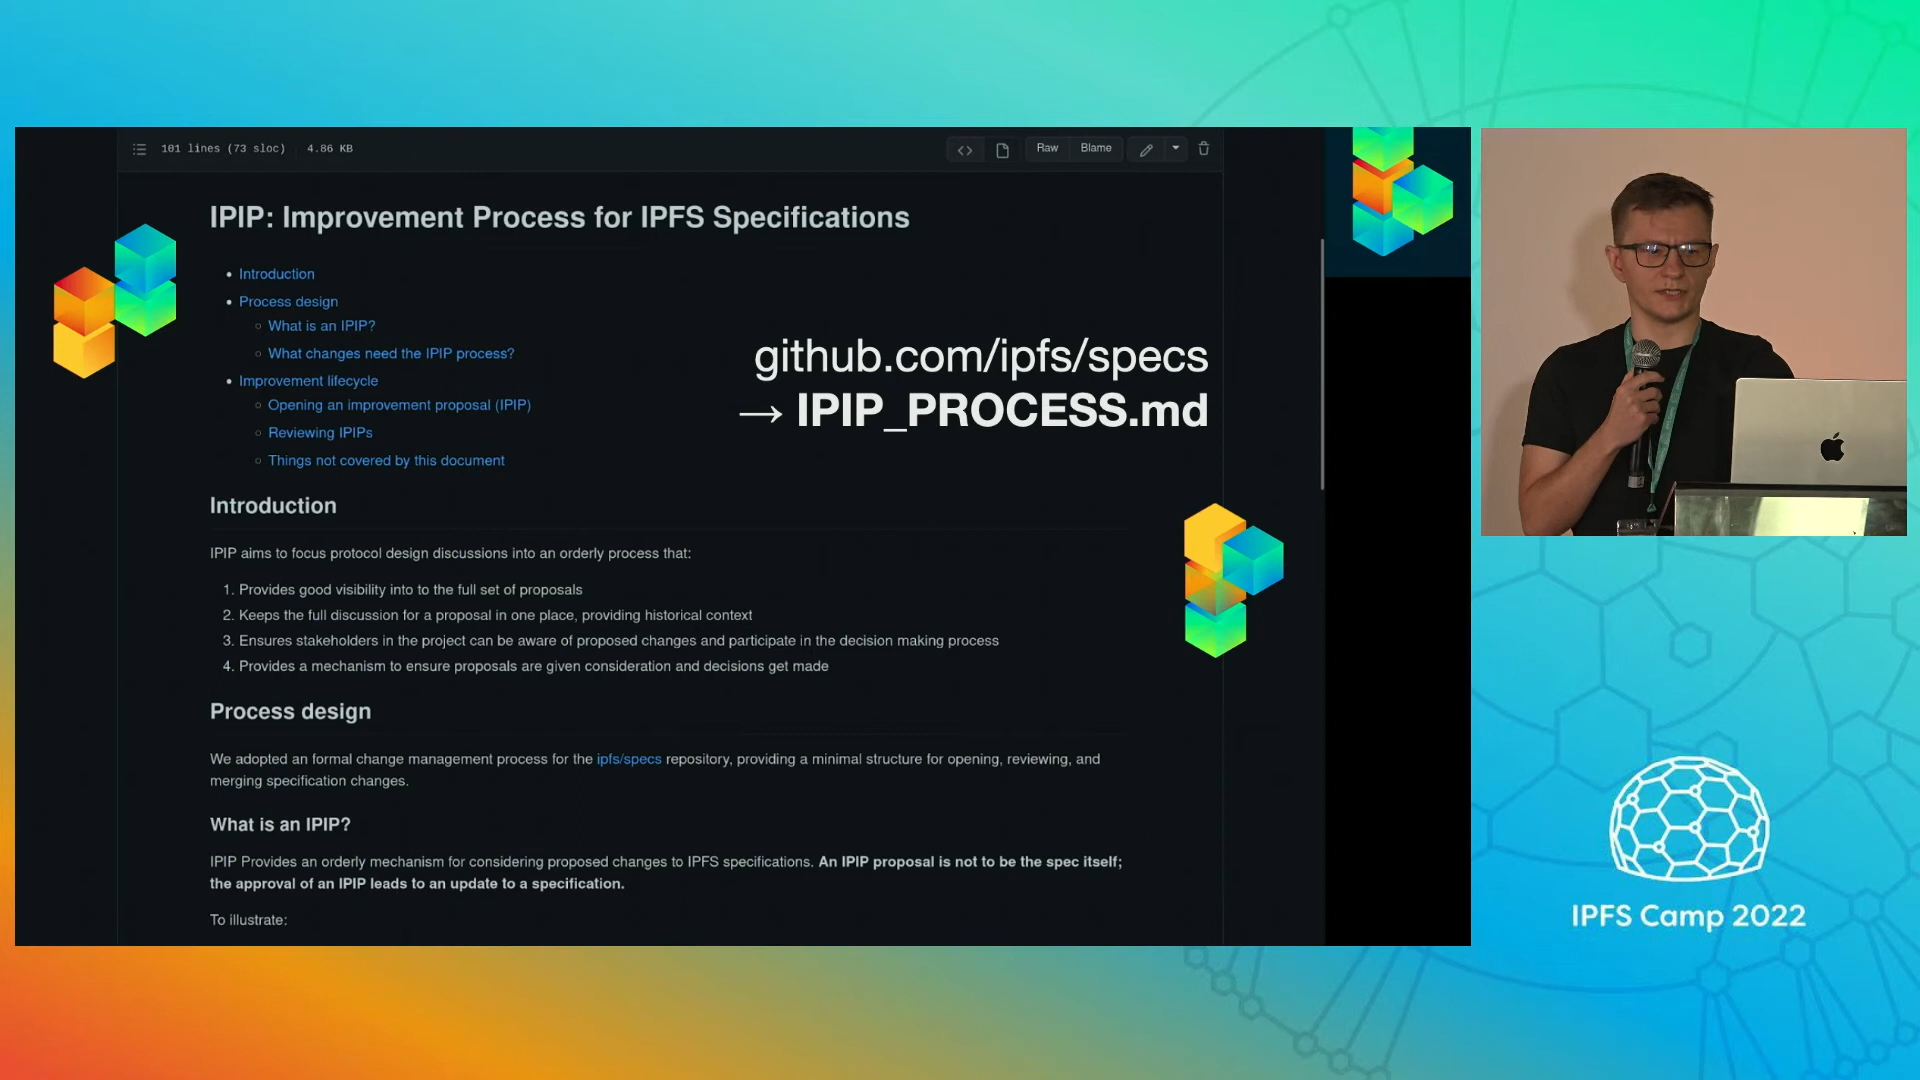 101 lines (73 sloc) 4.86 KB
Raw Blame
IPIP: Improvement Process for IPFS Specifications
Introduction
Process design
What is an IPIP?
What changes need the IPIP process?
Improvement lifecycle
Opening an improvement proposal (IPIP)
Reviewing IPIPs
Things not covered by this document
github.com/ipfs/specs
→ IPIP_PROCESS.md
Introduction
IPIP aims to focus protocol design discussions into an orderly process that:
1. Provides good visibility into to the full set of proposals
2. Keeps the full discussion for a proposal in one place, providing historical context
3. Ensures stakeholders in the project can be aware of proposed changes and participate in the decision making process
4. Provides a mechanism to ensure proposals are given consideration and decisions get made
Process design
We adopted an formal change management process for the ipfs/specs repository, providing a minimal structure for opening, reviewing, and
merging specification changes.
What is an IPIP?
IPIP Provides an orderly mechanism for considering proposed changes to IPFS specifications. An IPIP proposal is not to be the spec itself;
the approval of an IPIP leads to an update to a specification.
To illustrate:
IPFS Camp 2022